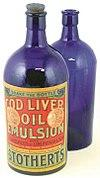 SHAKE THE BOTTLE
COD LIVER
OIL
EMULSION
STOTHERTS